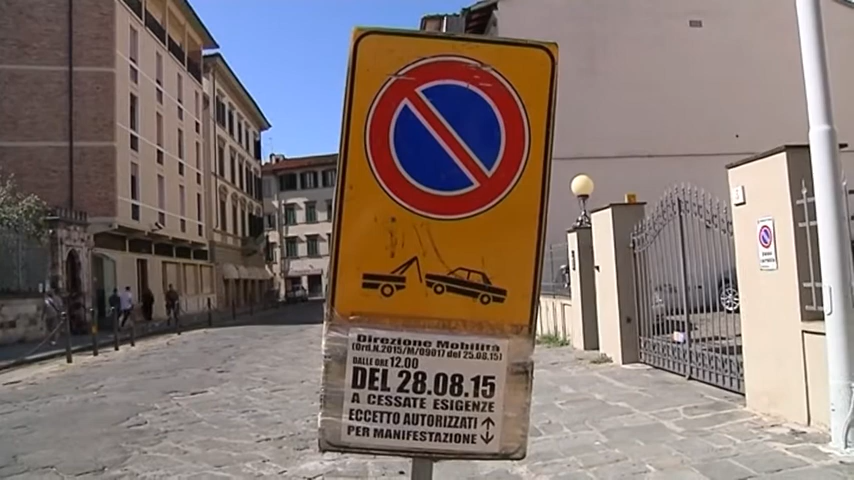 Direzione Mobilità
(Ord.N.2015/M/09017 del 25.08.15)
DALLE ORE 12.00
DEL 28.08.15
A CESSATE ESIGENZE
ECCETTO AUTORIZZATI
PER MANIFESTAZIONE